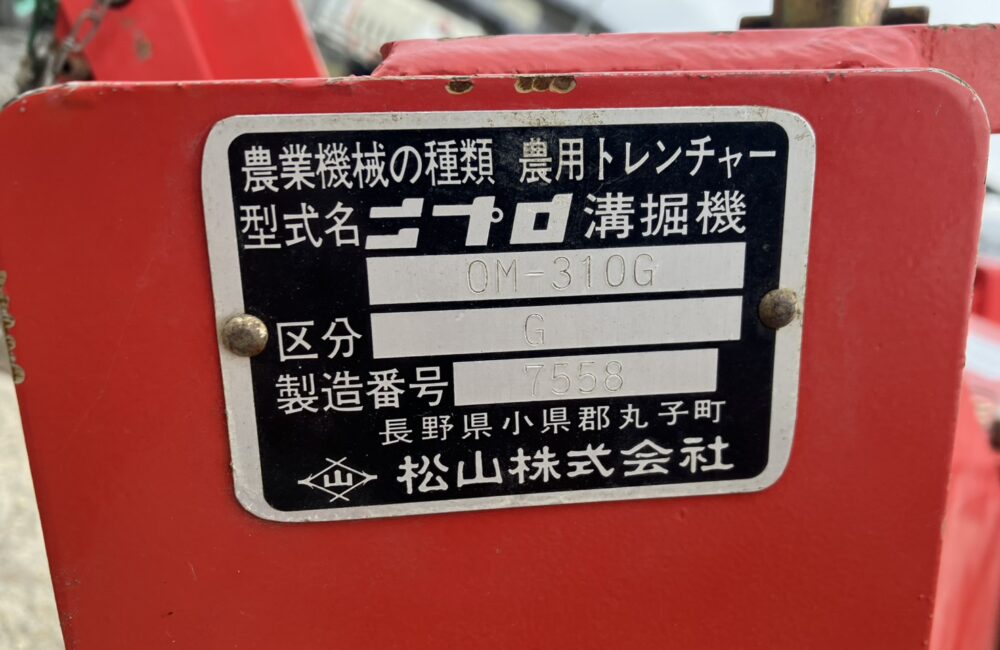 農業機械の種類 農用トレンチャー
型式名 ニプロ 溝掘機
OM-310G
区分 G
製造番号 7558
長野県小県郡丸子町
山 松山株式会社